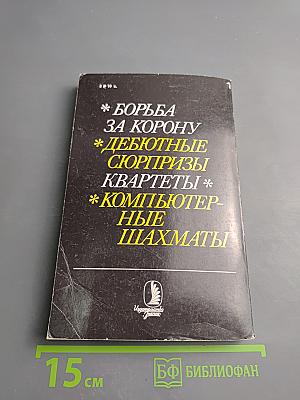 * БОРЬБА
ЗА КОРОНУ
* ДЕБЮТНЫЕ
СЮРПРИЗЫ
КВАРТЕТЫ *
* КОМПЬЮТЕР-
НЫЕ
ШАХМАТЫ
15 см
БФ БИБЛИОФАН